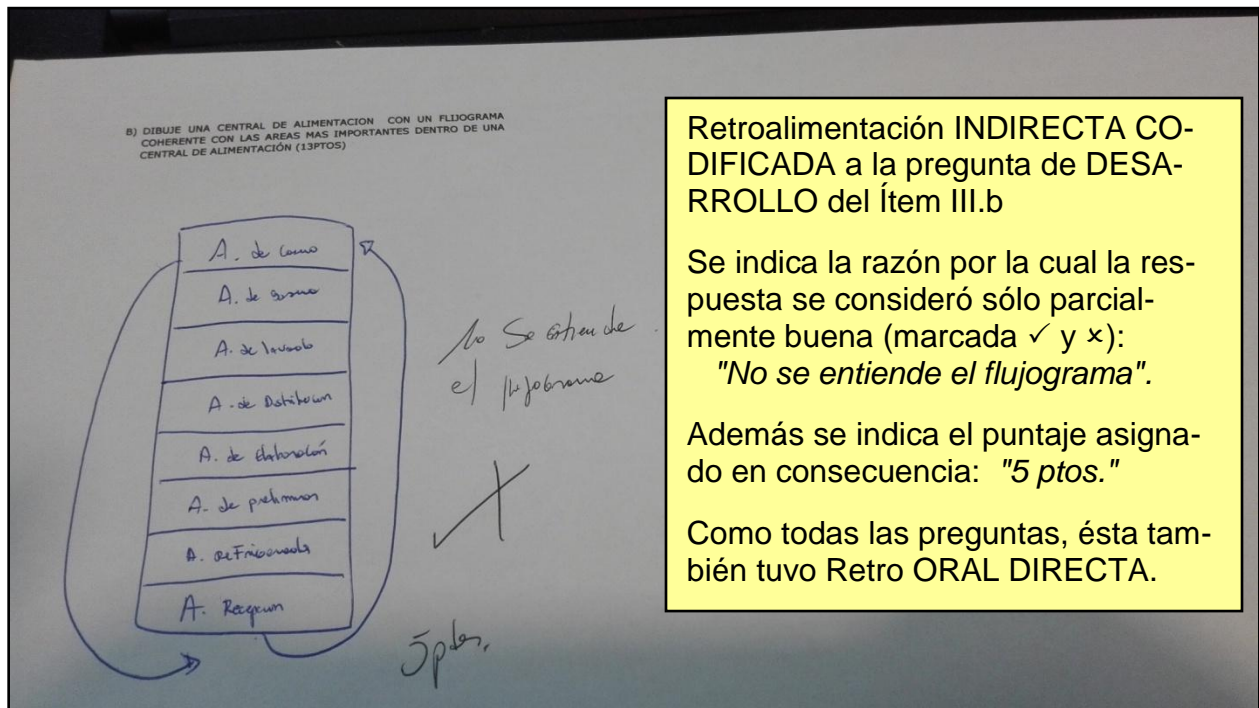 B) DIBUJE UNA CENTRAL DE ALIMENTACION CON UN FLUJOGRAMA
COHERENTE CON LAS AREAS MAS IMPORTANTES DENTRO DE UNA
CENTRAL DE ALIMENTACIÓN (13PTOS)
A. de
A. de
A. de lavado
A. de Distribucion
A. de Elaboración
A. de
A. de
A. Recepcion
No Se entiende
el flujograma
5 ptos.
Retroalimentación INDIRECTA CO-
DIFICADA a la pregunta de DESA-
RROLLO del Ítem III.b
Se indica la razón por la cual la res-
puesta se consideró sólo parcial-
mente buena (marcada ✓ y ×):
"No se entiende el flujograma".
Además se indica el puntaje asigna-
do en consecuencia: "5 ptos."
Como todas las preguntas, ésta tam-
bién tuvo Retro ORAL DIRECTA.